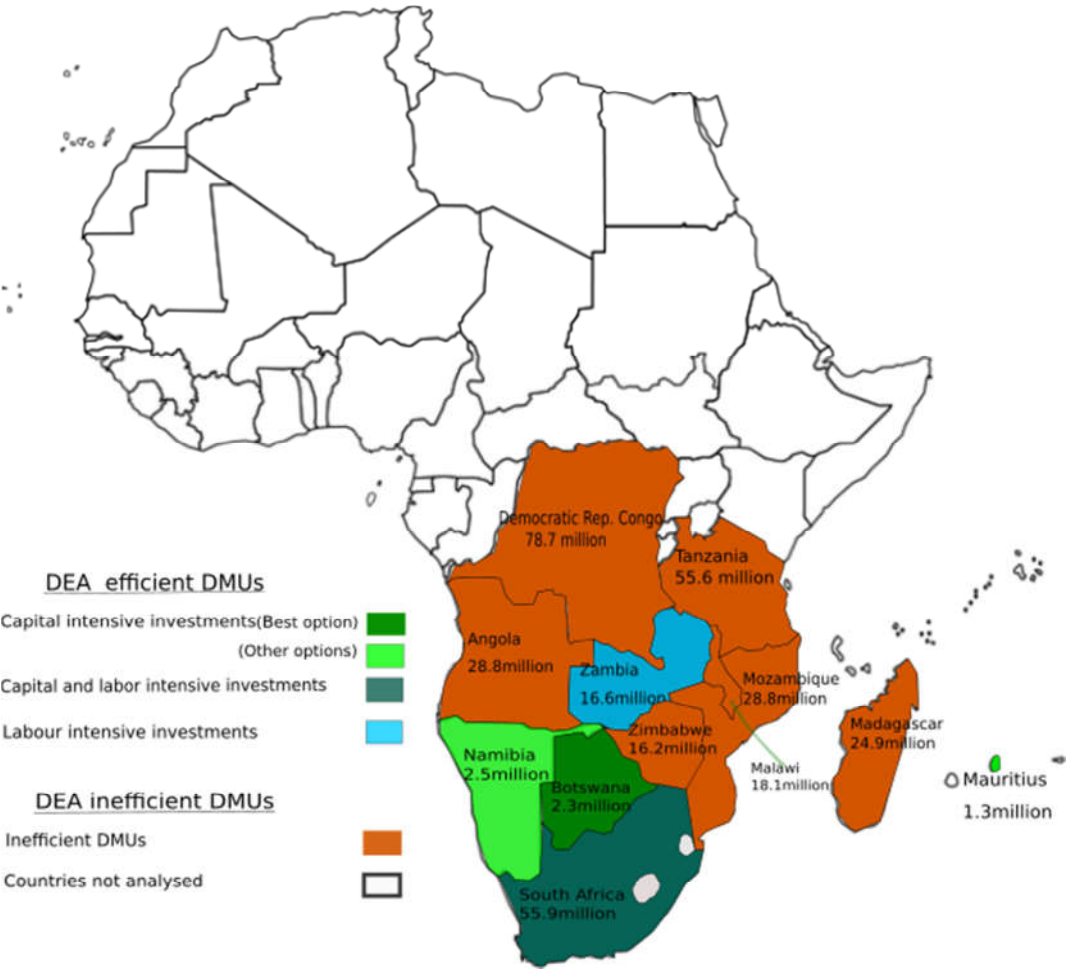 Democratic Rep. Congo
78.7 million
Tanzania
55.6 million
DEA efficient DMUs
Capital intensive investments(Best option)
(Other options)
Capital and labor intensive investments
Labour intensive investments
DEA inefficient DMUs
Inefficient DMUs
Countries not analysed
Angola
28.8million
Zambia
16.6million
Mozambique
28.8million
Madagascar
24.9million
Zimbabwe
16.2million
Namibia
2.5million
Malawi
18.1million
Botswana
2.3million
Mauritius
1.3million
South Africa
55.9million